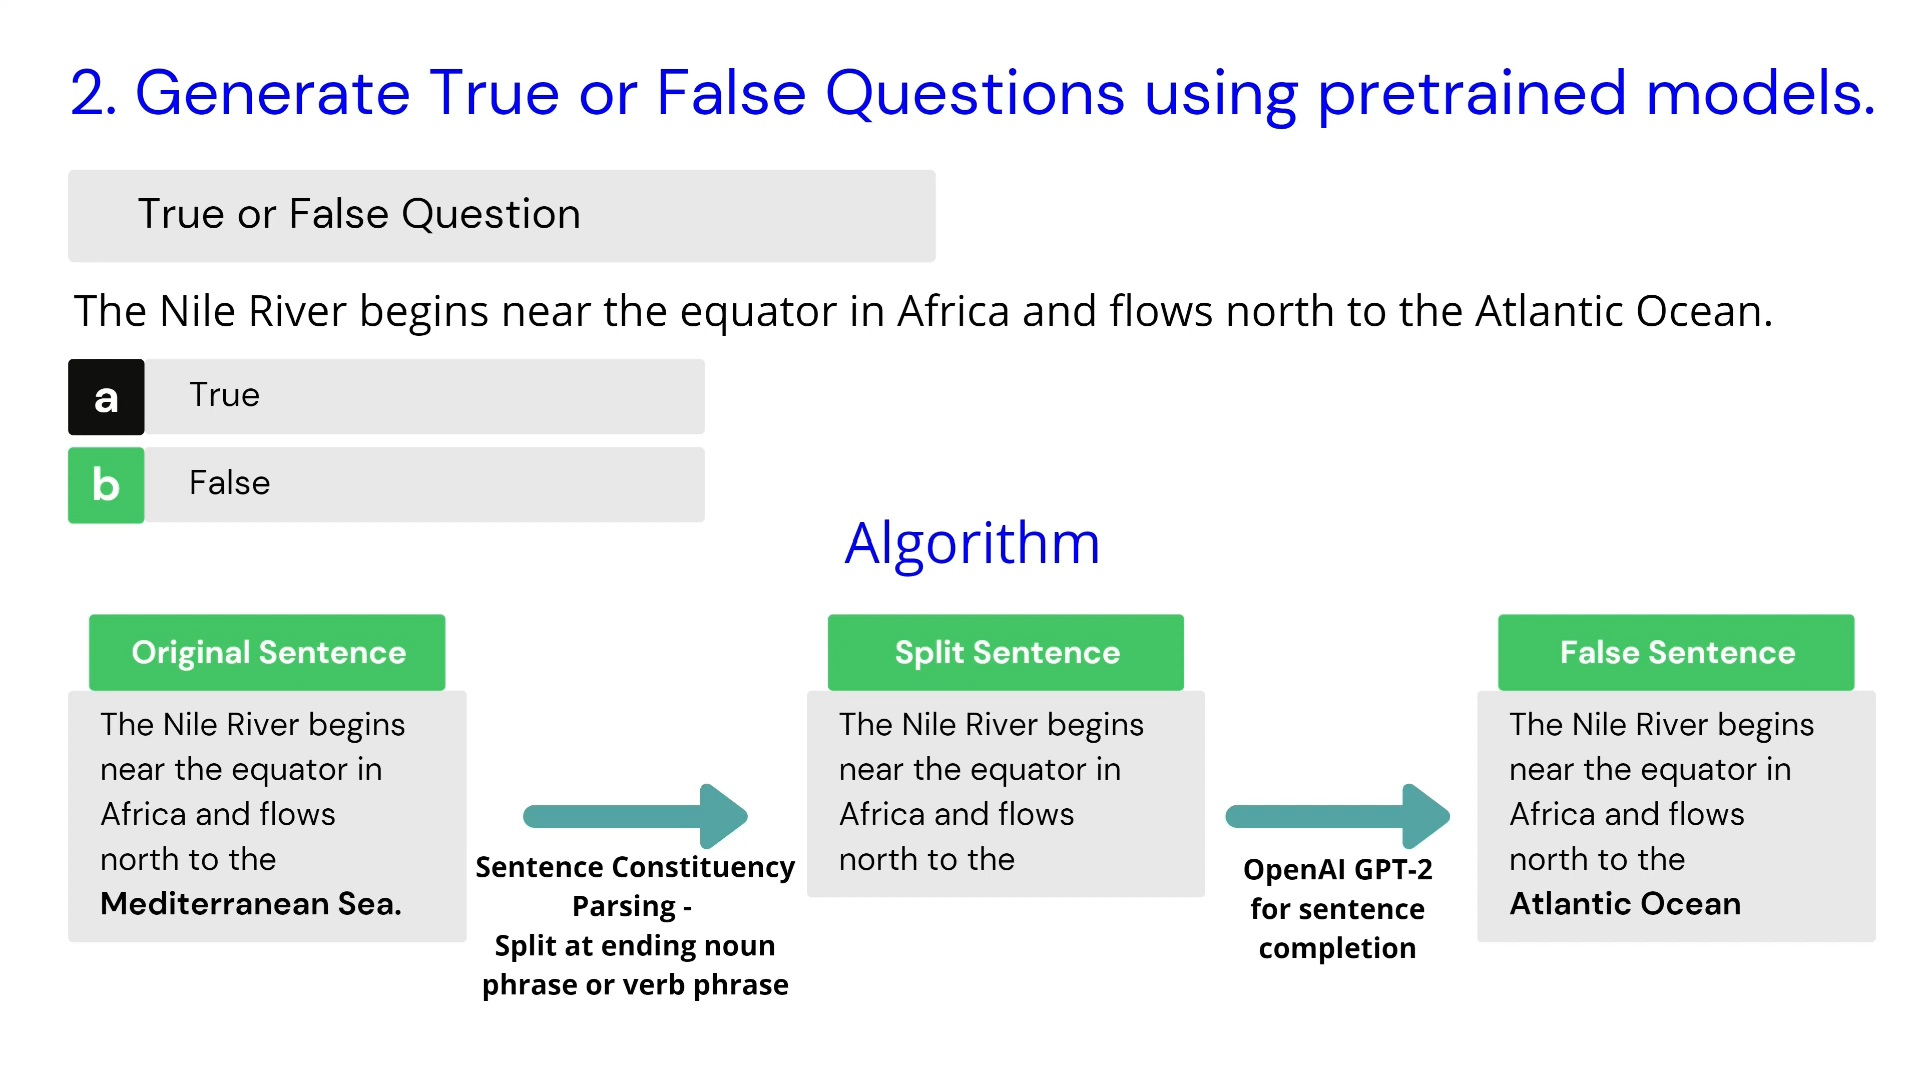 2. Generate True or False Questions using pretrained models.
True or False Question
The Nile River begins near the equator in Africa and flows north to the Atlantic Ocean.
a True
b False
Algorithm
Original Sentence
The Nile River begins
near the equator in
Africa and flows
north to the
Mediterranean Sea.
Sentence Constituency
Parsing -
Split at ending noun
phrase or verb phrase
Split Sentence
The Nile River begins
near the equator in
Africa and flows
north to the
OpenAI GPT-2
for sentence
completion
False Sentence
The Nile River begins
near the equator in
Africa and flows
north to the
Atlantic Ocean